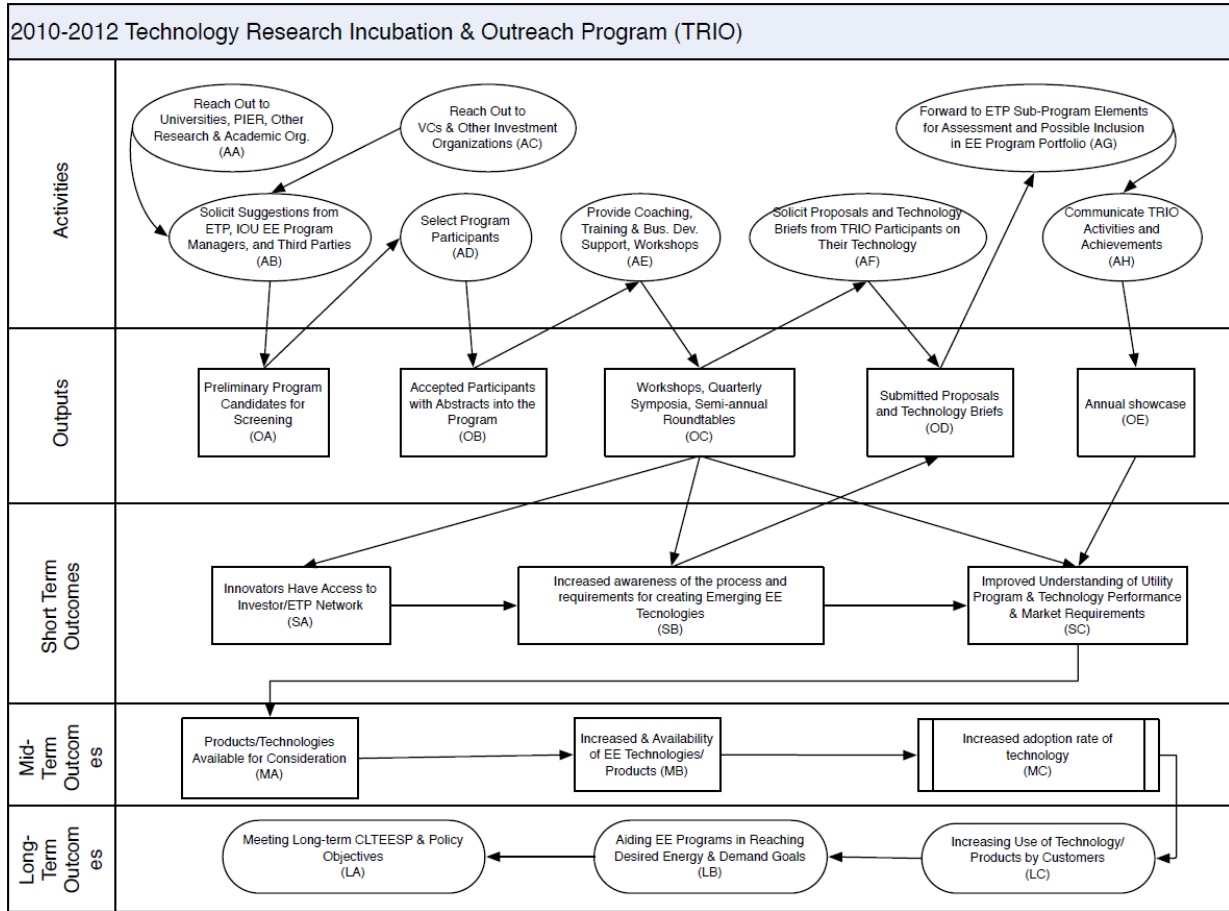 2010-2012 Technology Research Incubation & Outreach Program (TRIO)
Activities
Reach Out to
Universities, PIER, Other
Research & Academic Org.
(AA)
Reach Out to
VCs & Other Investment
Organizations (AC)
Forward to ETP Sub-Program Elements
for Assessment and Possible Inclusion
in EE Program Portfolio (AG)
Solicit Suggestions from
ETP, IOU EE Program
Managers, and Third Parties
(AB)
Select Program
Participants
(AD)
Provide Coaching,
Training & Bus. Dev.
Support, Workshops
(AE)
Solicit Proposals and Technology
Briefs from TRIO Participants on
Their Technology
(AF)
Communicate TRIO
Activities and
Achievements
(AH)
Outputs
Preliminary Program
Candidates for
Screening
(OA)
Accepted Participants
with Abstracts into the
Program
(OB)
Workshops, Quarterly
Symposia, Semi-annual
Roundtables
(OC)
Submitted Proposals
and Technology Briefs
(OD)
Annual showcase
(OE)
Short Term
Outcomes
Innovators Have Access to
Investor/ETP Network
(SA)
Increased awareness of the process and
requirements for creating Emerging EE
Tecnologies
(SB)
Improved Understanding of Utility
Program & Technology Performance
& Market Requirements
(SC)
Mid-
Term
Outcom
es
Products/Technologies
Available for Consideration
(MA)
Increased & Availability
of EE Technologies/
Products (MB)
Increased adoption rate of
technology
(MC)
Long-
Term
Outcom
es
Meeting Long-term CLTEESP & Policy
Objectives
(LA)
Aiding EE Programs in Reaching
Desired Energy & Demand Goals
(LB)
Increasing Use of Technology/
Products by Customers
(LC)